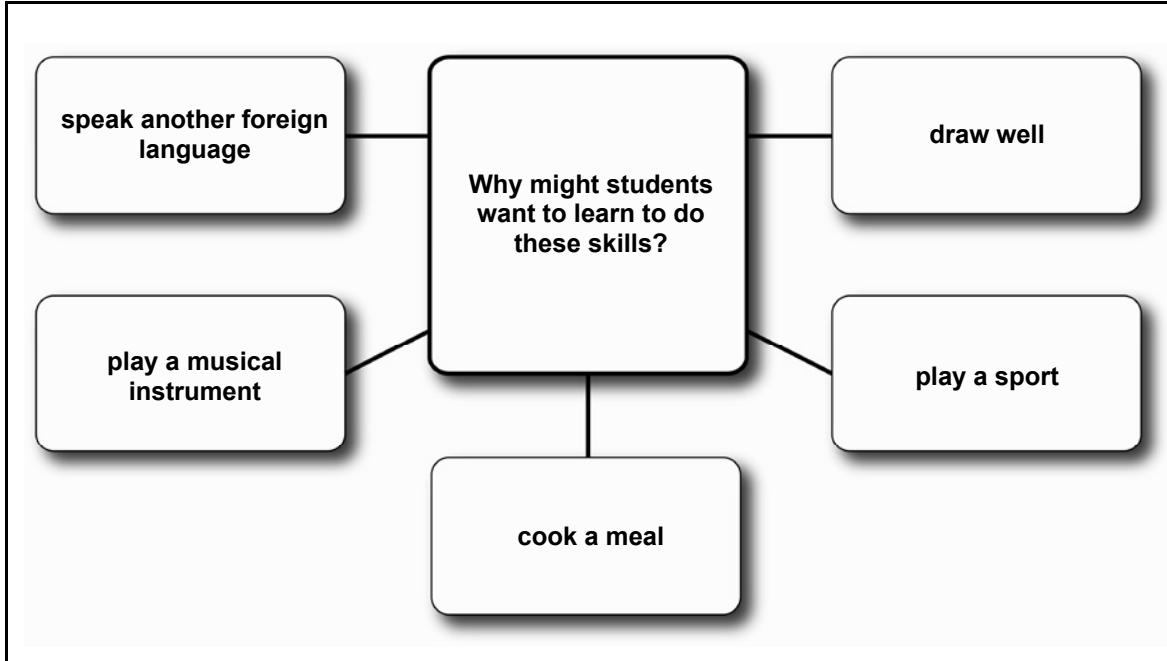 speak another foreign
language
Why might students
want to learn to do
these skills?
draw well
play a musical
instrument
play a sport
cook a meal